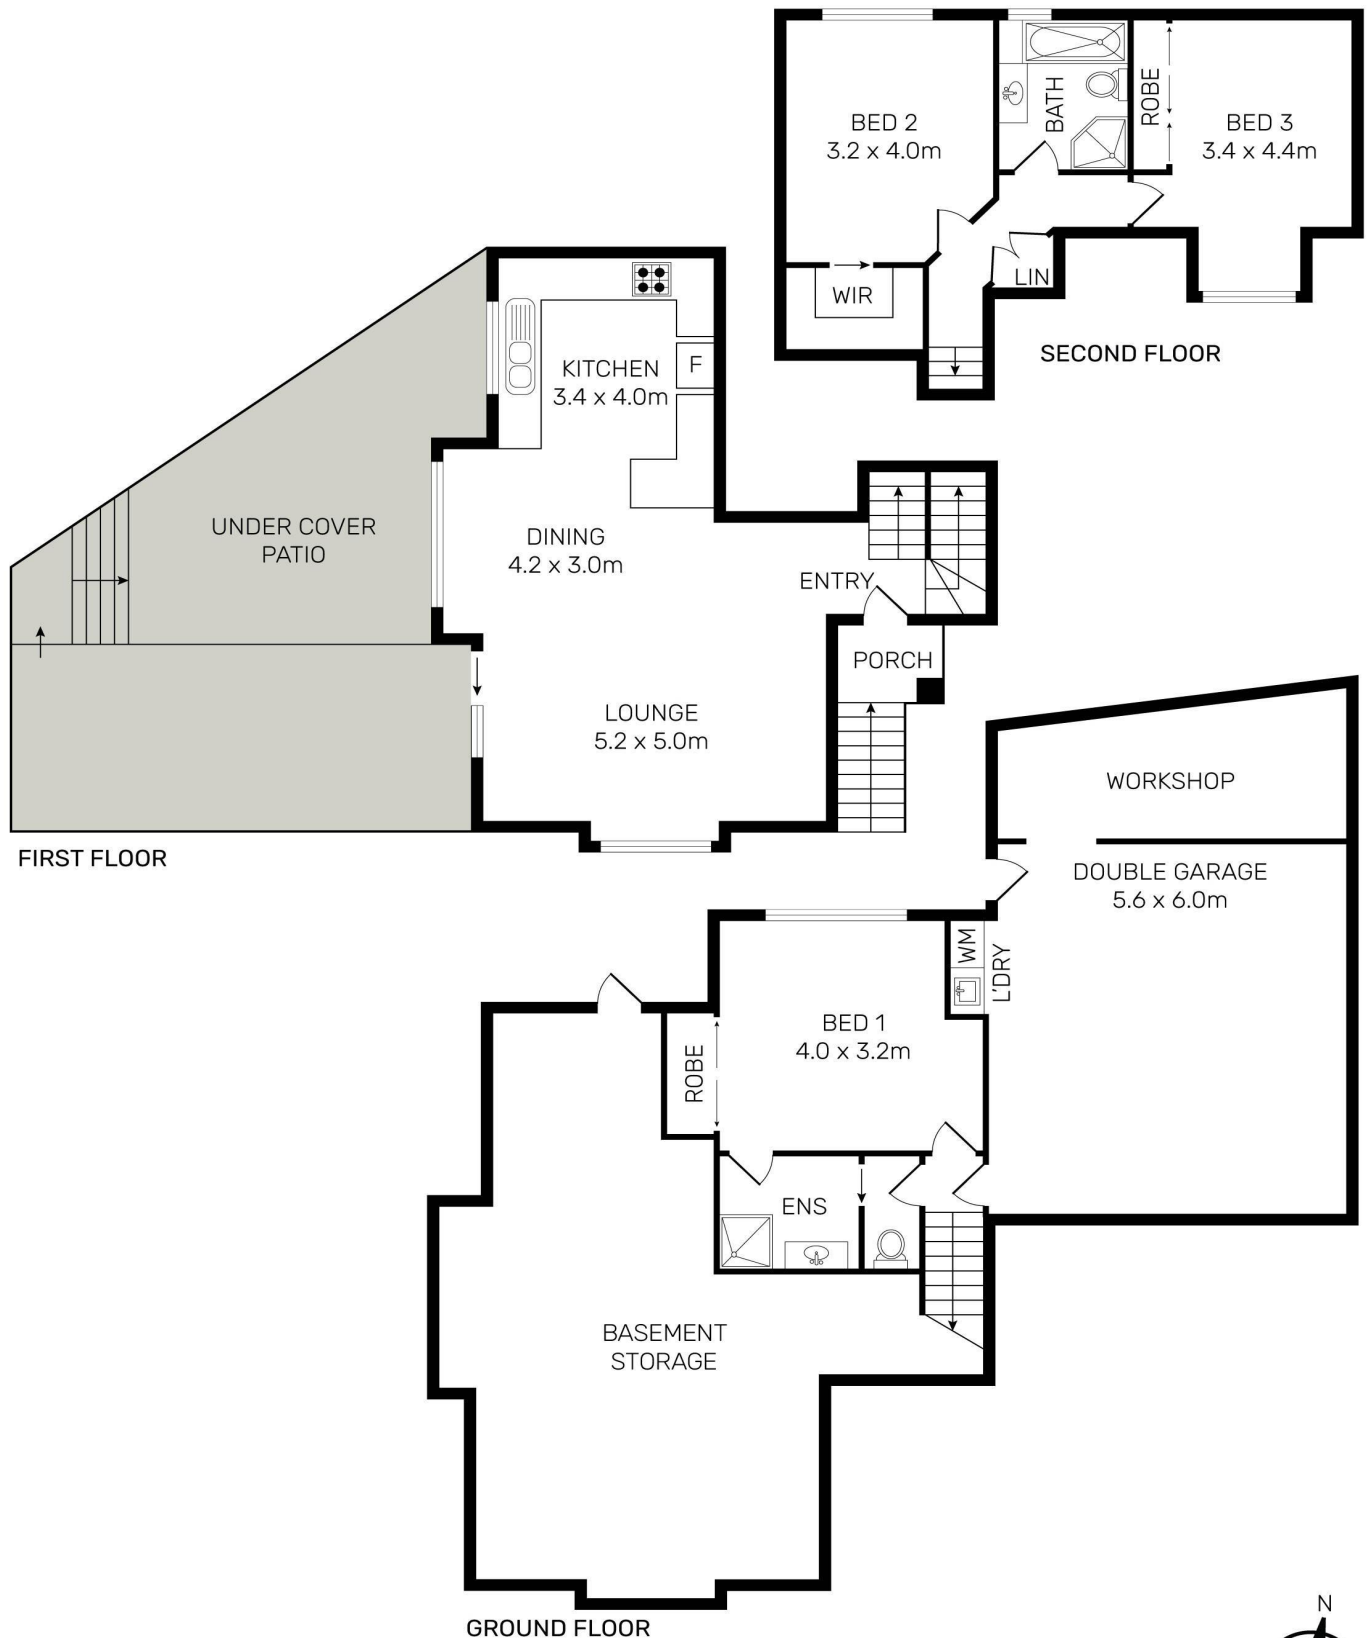 BED 2
3.2 x 4.0m
BATH
ROBE
BED 3
3.4 x 4.4m
WIR
LIN
SECOND FLOOR
KITCHEN
3.4 x 4.0m
F
UNDER COVER
PATIO
DINING
4.2 x 3.0m
ENTRY
PORCH
LOUNGE
5.2 x 5.0m
FIRST FLOOR
WORKSHOP
DOUBLE GARAGE
5.6 x 6.0m
WM
L'DRY
BED 1
4.0 x 3.2m
ROBE
ENS
BASEMENT
STORAGE
GROUND FLOOR
N